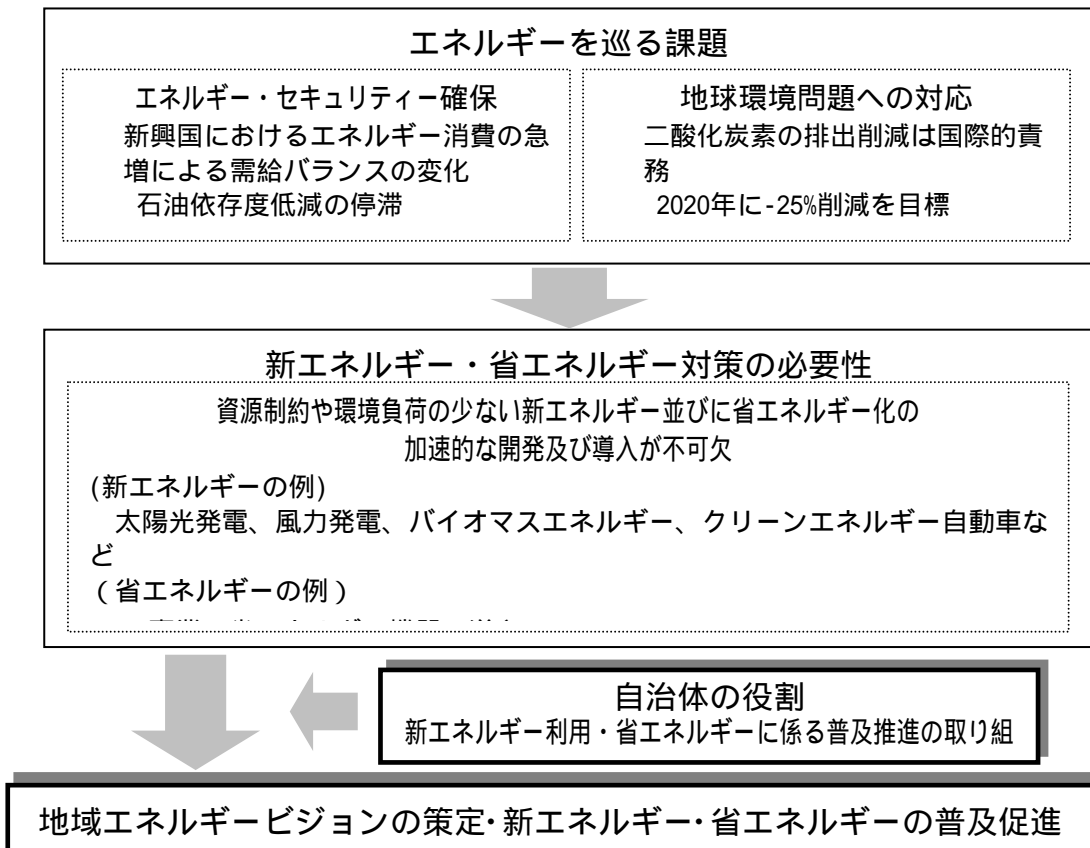 エネルギーを巡る課題
エネルギー・セキュリティー確保
新興国におけるエネルギー消費の急
増による需給バランスの変化
石油依存度低減の停滞
地球環境問題への対応
二酸化炭素の排出削減は国際的責
務
2020年に-25%削減を目標
新エネルギー・省エネルギー対策の必要性
資源制約や環境負荷の少ない新エネルギー並びに省エネルギー化の
加速的な開発及び導入が不可欠
(新エネルギーの例)
太陽光発電、風力発電、バイオマスエネルギー、クリーンエネルギー自動車な
ど
(省エネルギーの例)
自治体の役割
新エネルギー利用・省エネルギーに係る普及推進の取り組
地域エネルギービジョンの策定・新エネルギー・省エネルギーの普及促進